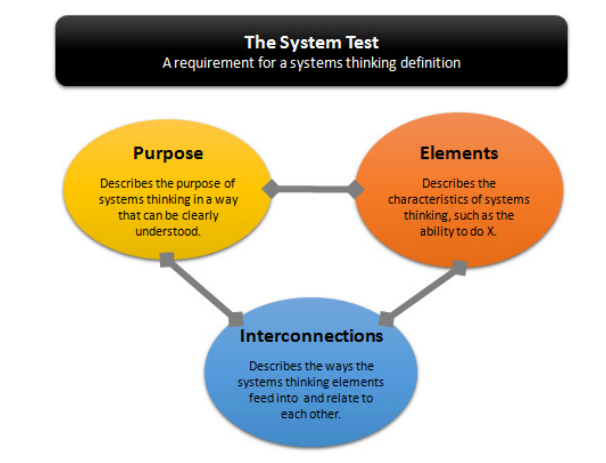 The System Test
A requirement for a systems thinking definition
Purpose
Describes the purpose of
systems thinking in a way
that can be clearly
understood.
Elements
Describes the
characteristics of systems
thinking, such as the
ability to do X.
Interconnections
Describes the ways the
systems thinking elements
feed into and relate to
each other.